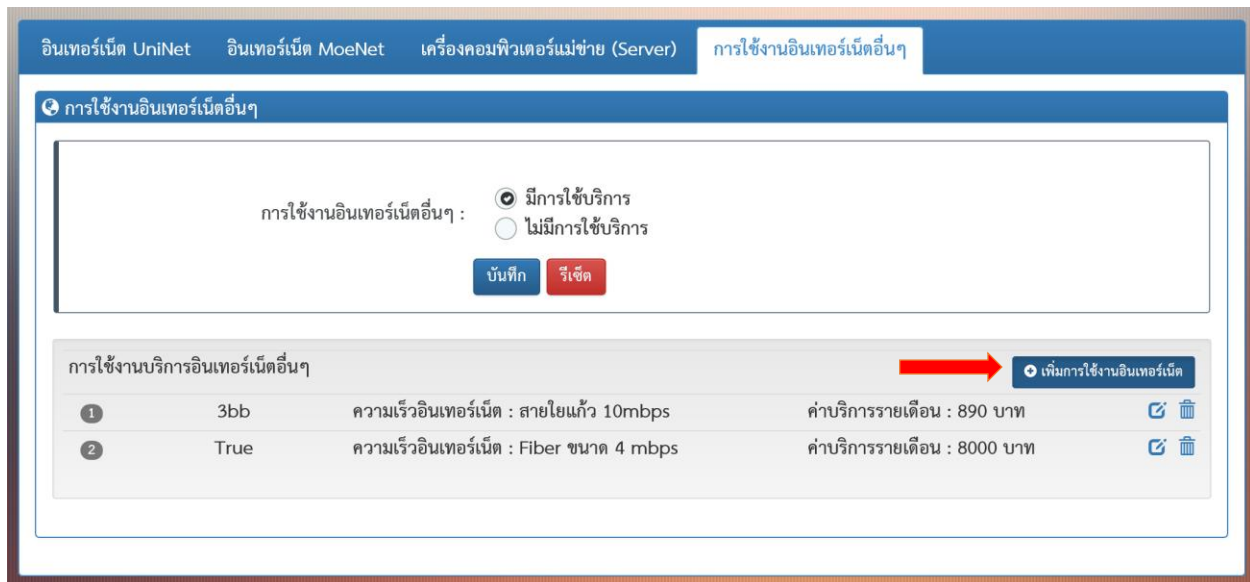 อินเทอร์เน็ต UniNet อินเทอร์เน็ต MoeNet เครื่องคอมพิวเตอร์แม่ข่าย (Server) การใช้งานอินเทอร์เน็ตอื่นๆ
การใช้งานอินเทอร์เน็ตอื่นๆ
การใช้งานอินเทอร์เน็ตอื่นๆ :
มีการใช้บริการ
ไม่มีการใช้บริการ
บันทึก รีเซ็ต
การใช้งานบริการอินเทอร์เน็ตอื่นๆ เพิ่มการใช้งานอินเทอร์เน็ต
1 3bb ความเร็วอินเทอร์เน็ต : สายใยแก้ว 10mbps ค่าบริการรายเดือน : 890 บาท
2 True ความเร็วอินเทอร์เน็ต : Fiber ขนาด 4 mbps ค่าบริการรายเดือน : 8000 บาท